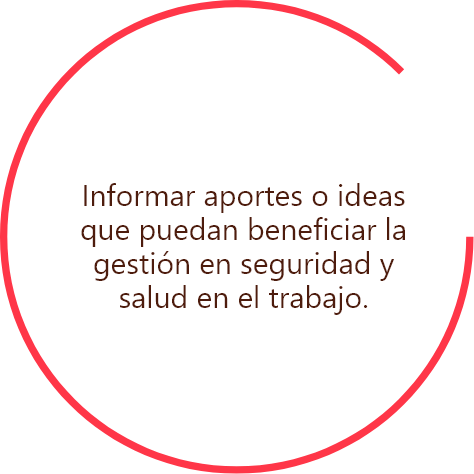 Informar aportes o ideas
que puedan beneficiar la
gestión en seguridad y
salud en el trabajo.